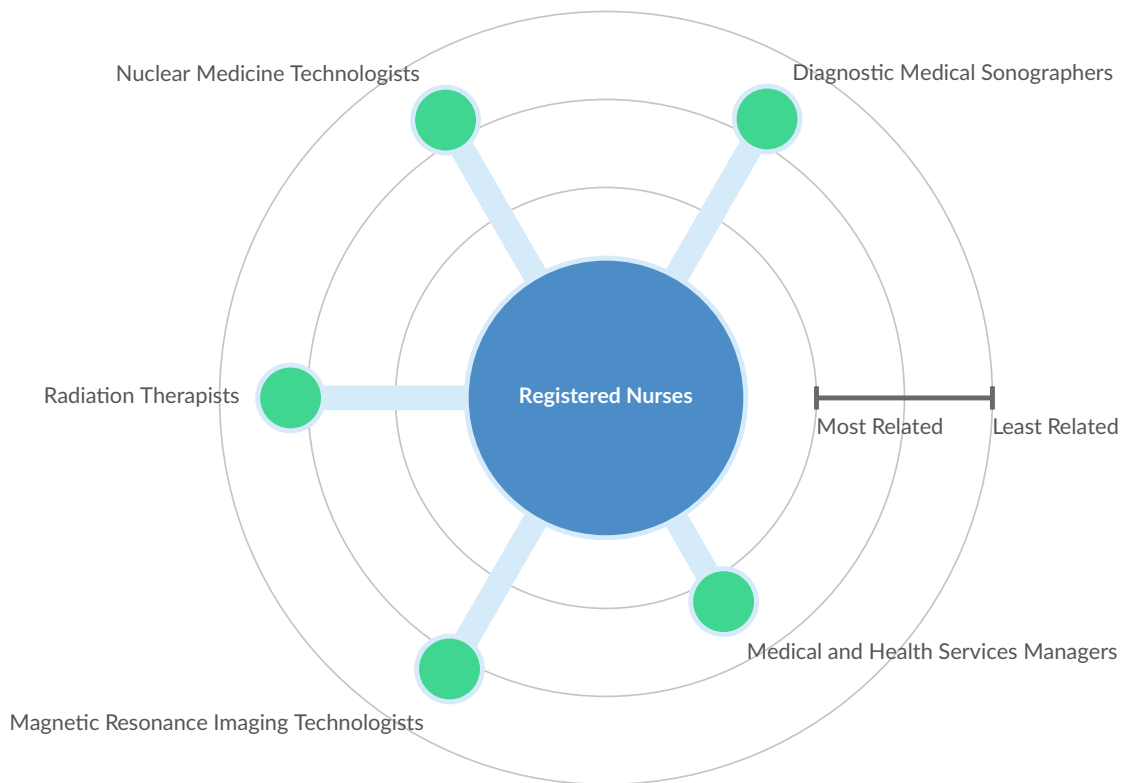 Nuclear Medicine Technologists
Diagnostic Medical Sonographers
Radiation Therapists
Registered Nurses
Most Related
Least Related
Medical and Health Services Managers
Magnetic Resonance Imaging Technologists